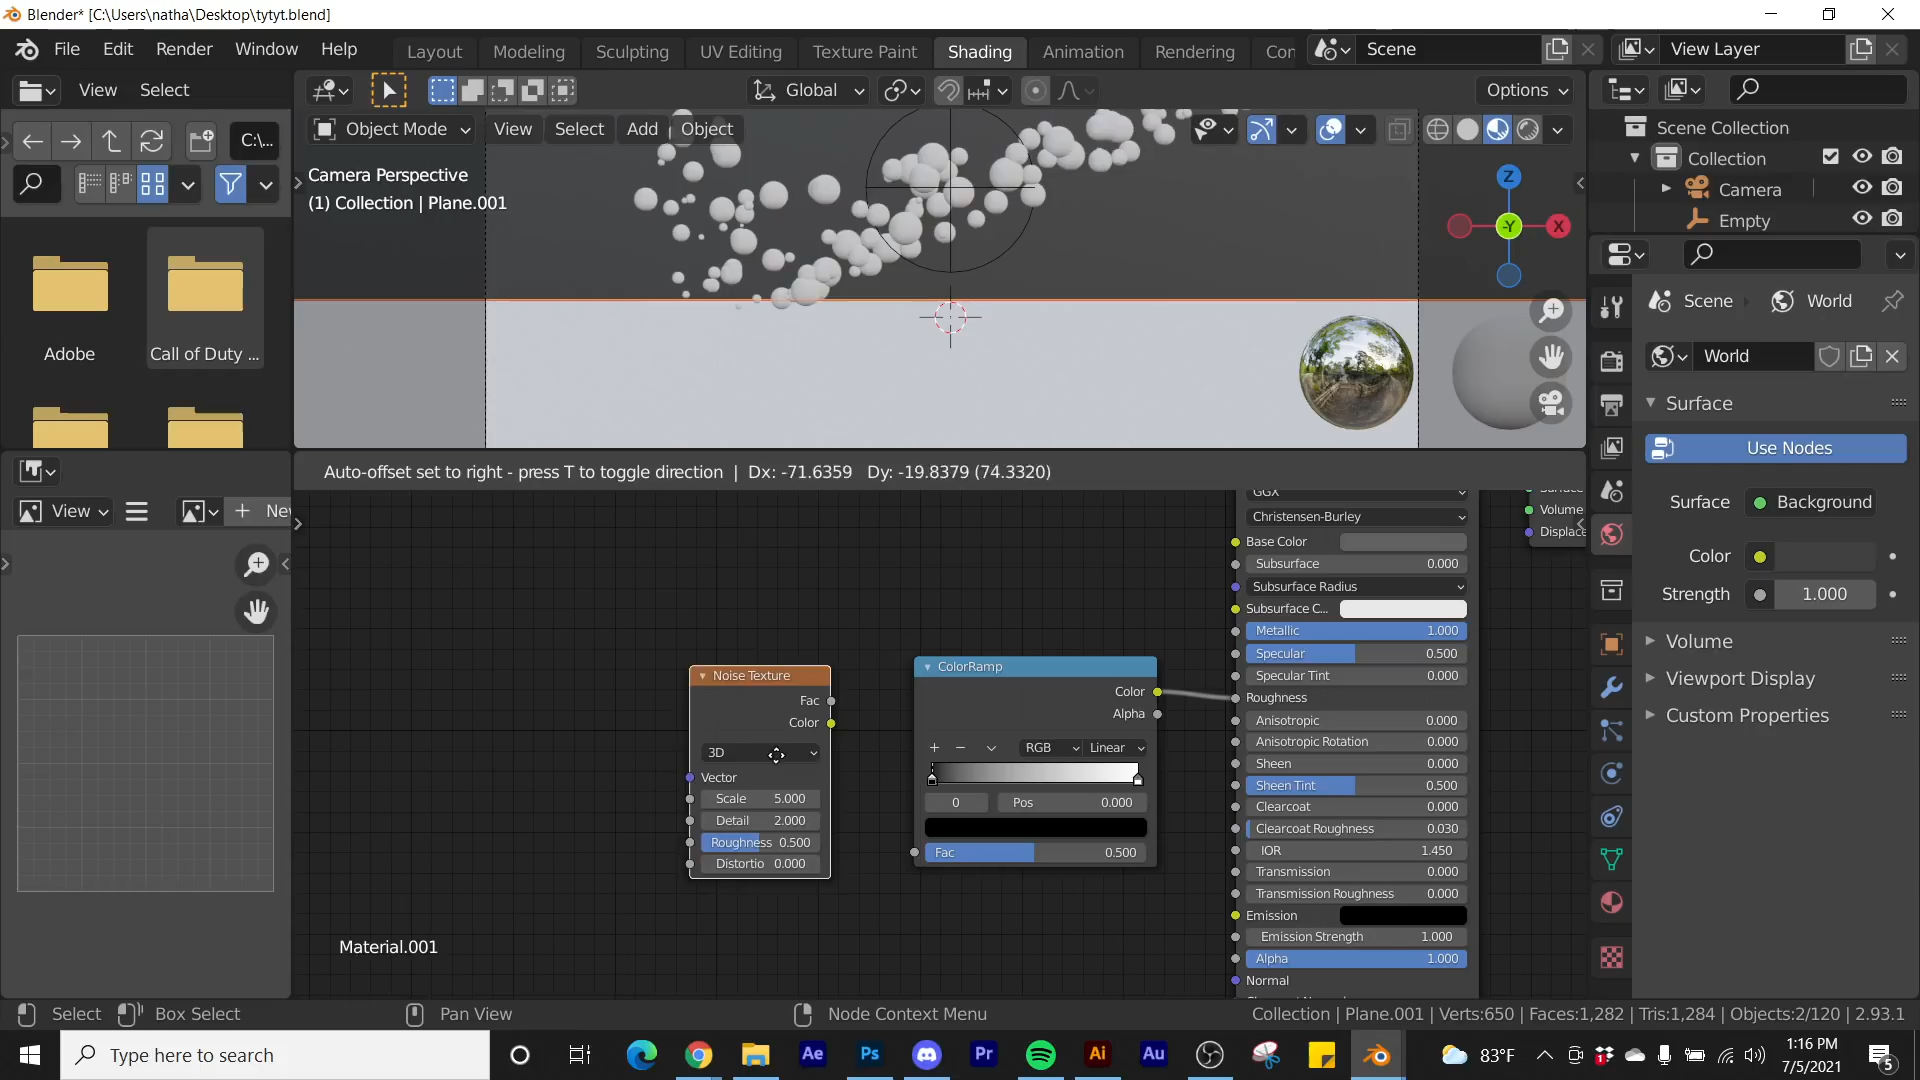 Blender* [C:\Users\natha\Desktop\tytyt.blend]
File Edit Render Window Help
Layout Modeling Sculpting UV Editing Texture Paint Shading Animation Rendering Con
Scene
View Layer
View Select
Global
Options
C:\...
Object Mode View Select Add Object
Camera Perspective
(1) Collection | Plane.001
Z
-Y
X
Scene Collection
Collection
Camera
Empty
Adobe
Call of Duty ...
Scene World
World
Surface
Use Nodes
Surface Background
Color
Strength 1.000
Volume
Viewport Display
Custom Properties
View
New
Auto-offset set to right - press T to toggle direction | Dx: -71.6359 Dy: -19.8379 (74.3320)
Noise Texture
Fac
Color
3D
Vector
Scale 5.000
Detail 2.000
Roughness 0.500
Distortio 0.000
ColorRamp
Color
Alpha
RGB Linear
0 Pos 0.000
Fac 0.500
GGX
Christensen-Burley
Base Color
Subsurface 0.000
Subsurface Radius
Subsurface C...
Metallic 1.000
Specular 0.500
Specular Tint 0.000
Roughness
Anisotropic 0.000
Anisotropic Rotation 0.000
Sheen 0.000
Sheen Tint 0.500
Clearcoat 0.000
Clearcoat Roughness 0.030
IOR 1.450
Transmission 0.000
Transmission Roughness 0.000
Emission
Emission Strength 1.000
Alpha 1.000
Normal
Volume
Displace
Material.001
Select Box Select Pan View Node Context Menu
Collection | Plane.001 | Verts:650 | Faces:1,282 | Tris:1,284 | Objects:2/120 | 2.93.1
Type here to search
Ae Ps Pr Ai Au
83°F
1:16 PM
7/5/2021
5